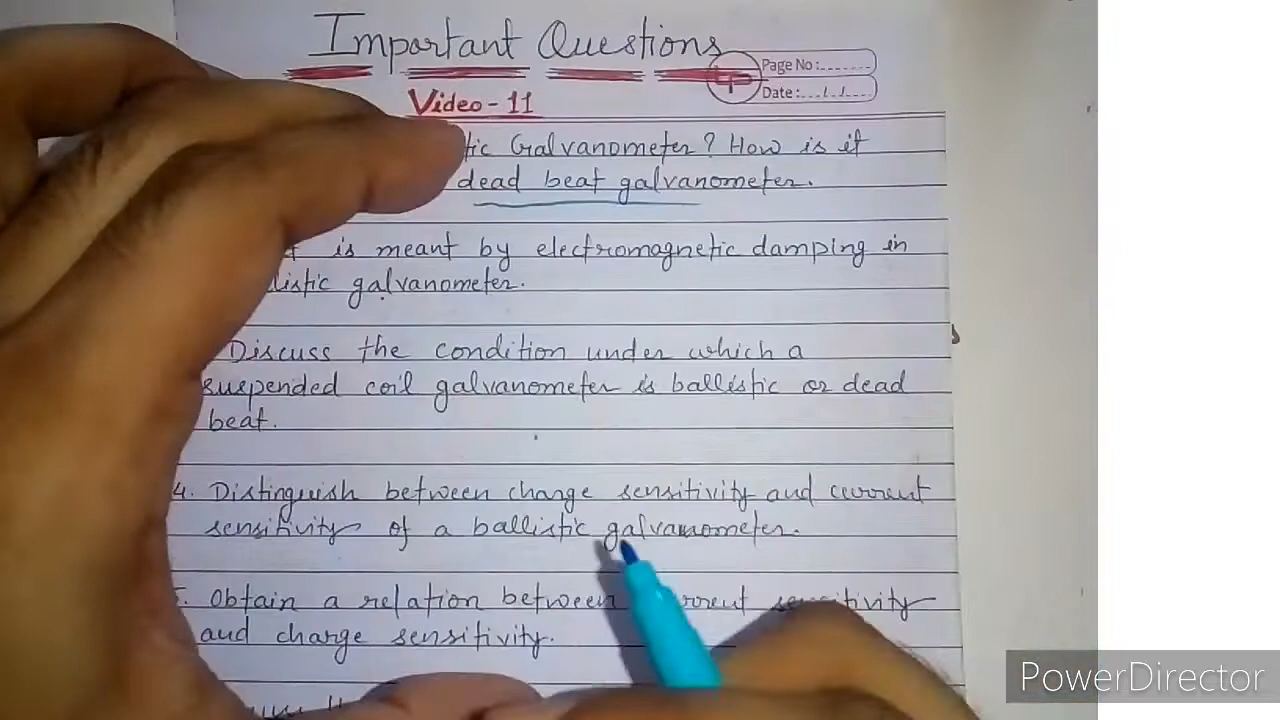 Important Questions
Page No:.......
Date:...../...../.....
Video - 11
tic Galvanometer? How is it
dead beat galvanometer.
is meant by electromagnetic damping in
listic galvanometer.
Discuss the condition under which a
suspended coil galvanometer is ballistic or dead
beat.
4. Distinguish between charge sensitivity and current
sensitivity of a ballistic galvanometer.
Obtain a relation between sensitivity
and charge sensitivity.
PowerDirector